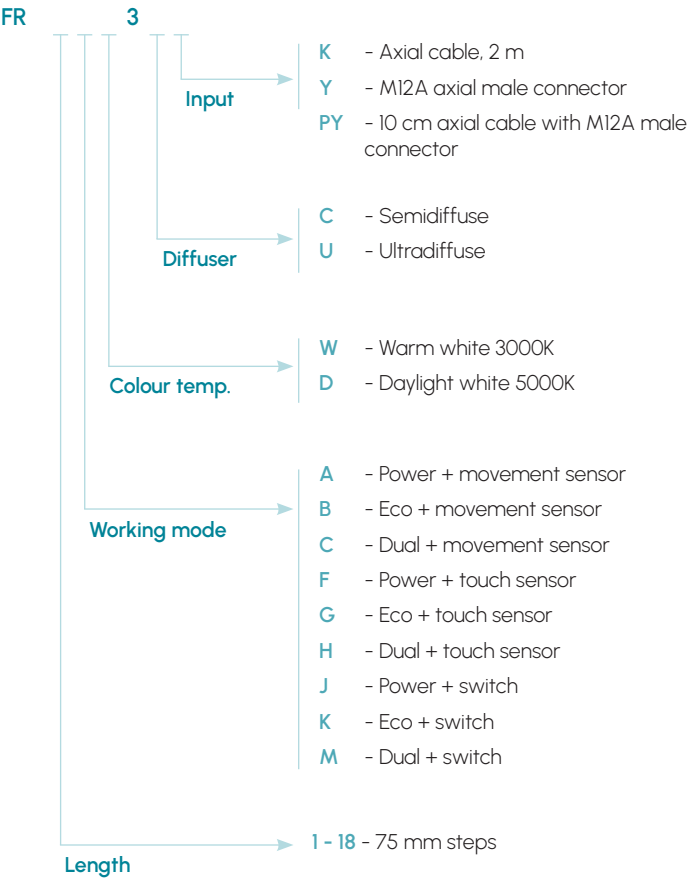 FR 3
K - Axial cable, 2 m
Input
Y - M12A axial male connector
PY - 10 cm axial cable with M12A male
connector
C - Semidiffuse
Diffuser
U - Ultradiffuse
W - Warm white 3000K
Colour temp.
D - Daylight white 5000K
A - Power + movement sensor
B - Eco + movement sensor
Working mode
C - Dual + movement sensor
F - Power + touch sensor
G - Eco + touch sensor
H - Dual + touch sensor
J - Power + switch
K - Eco + switch
M - Dual + switch
1 - 18 - 75 mm steps
Length